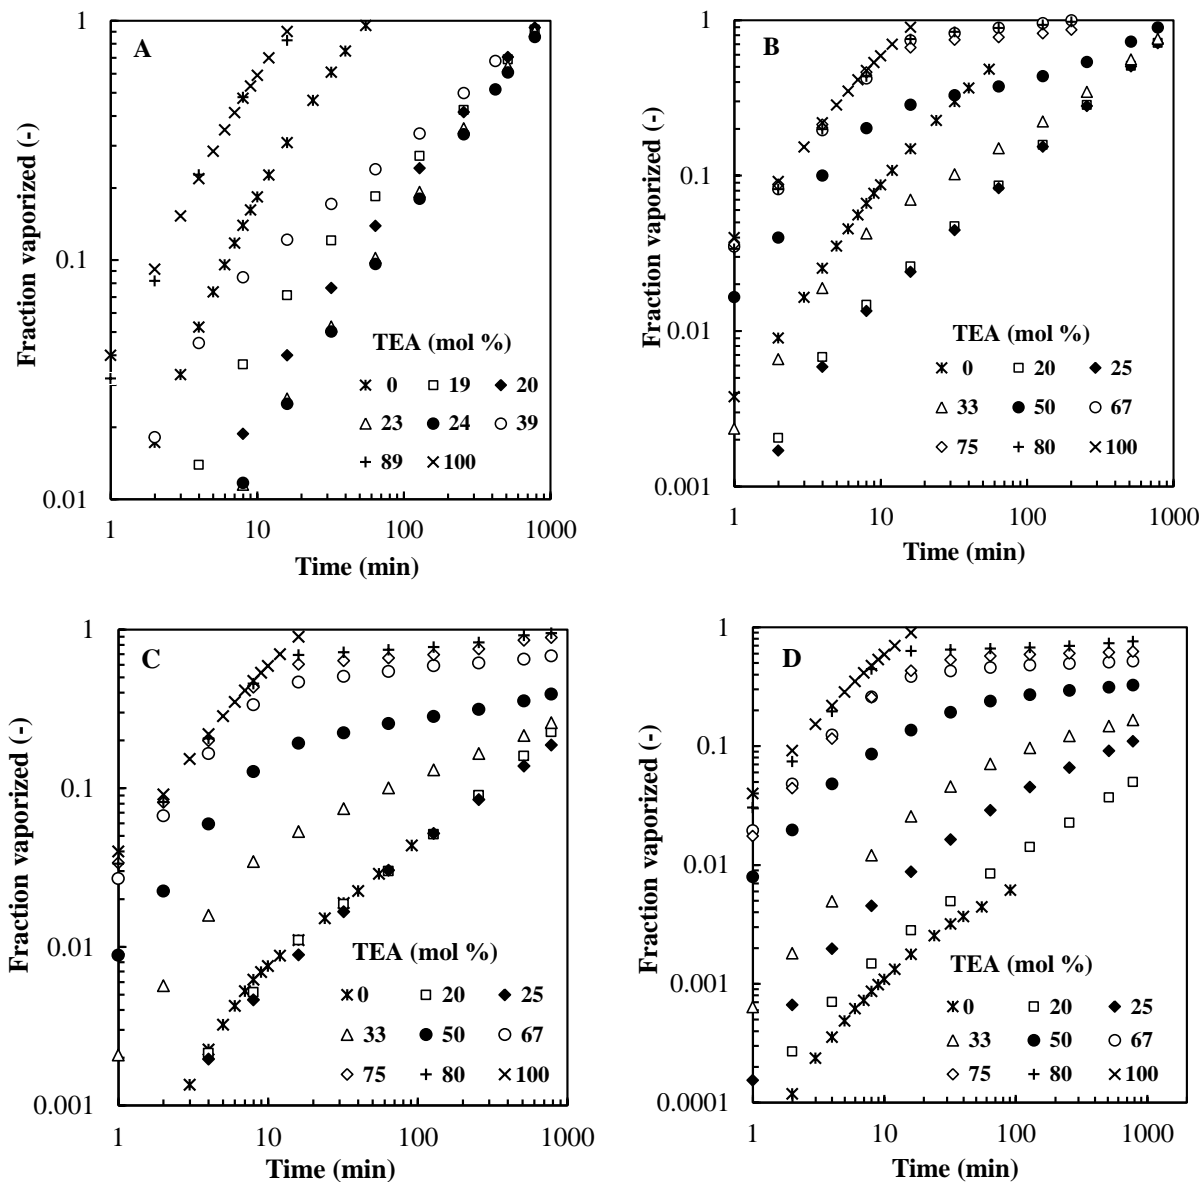 A
1
0.1
0.01
Fraction vaporized (-)
TEA (mol %)
0 19 20
23 24 39
89 100
1 10 100 1000
Time (min)
B
1
0.1
0.01
0.001
Fraction vaporized (-)
TEA (mol %)
0 20 25
33 50 67
75 80 100
1 10 100 1000
Time (min)
C
1
0.1
0.01
0.001
Fraction vaporized (-)
TEA (mol %)
0 20 25
33 50 67
75 80 100
1 10 100 1000
Time (min)
D
1
0.1
0.01
0.001
0.0001
Fraction vaporized (-)
TEA (mol %)
0 20 25
33 50 67
75 80 100
1 10 100 1000
Time (min)